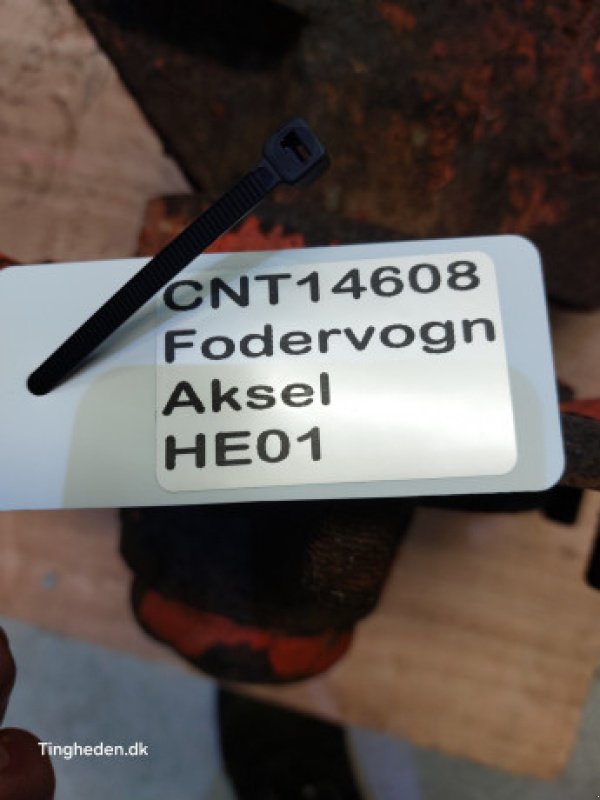 CNT14608
Fodervogn
Aksel
HE01
Tingheden.dk